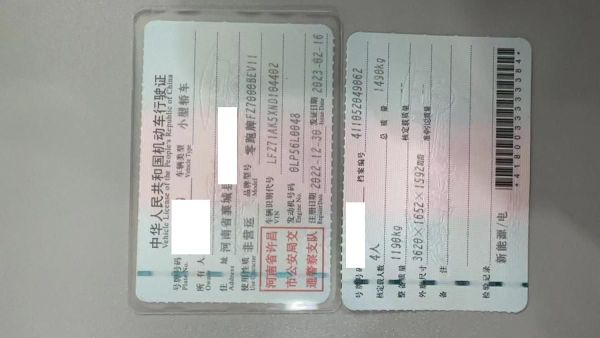 中华人民共和国机动车行驶证
Vehicle License of the People's Republic of China
号牌号码
Plate No.
车辆类型
Vehicle Type
小型轿车
所有人
Owner
住址
Address
河南省襄城县
使用性质
Use Character
非营运
品牌型号
Model
零跑牌FZ7000BEV11
河南省许昌
市公安局交
通警察支队
车辆识别代号
VIN
LFZ71AK5XND104402
发动机号码
Engine No.
0LP56L0048
注册日期
Register Date
2022-12-30
发证日期
Issue Date
2023-02-16
号牌号码
档案编号
411052049862
核定载人数
4人
总质量
1490kg
整备质量
1190kg
核定载质量
外廓尺寸
3620×1652×1592mm
准牵引总质量
备注
检验记录
新能源/电